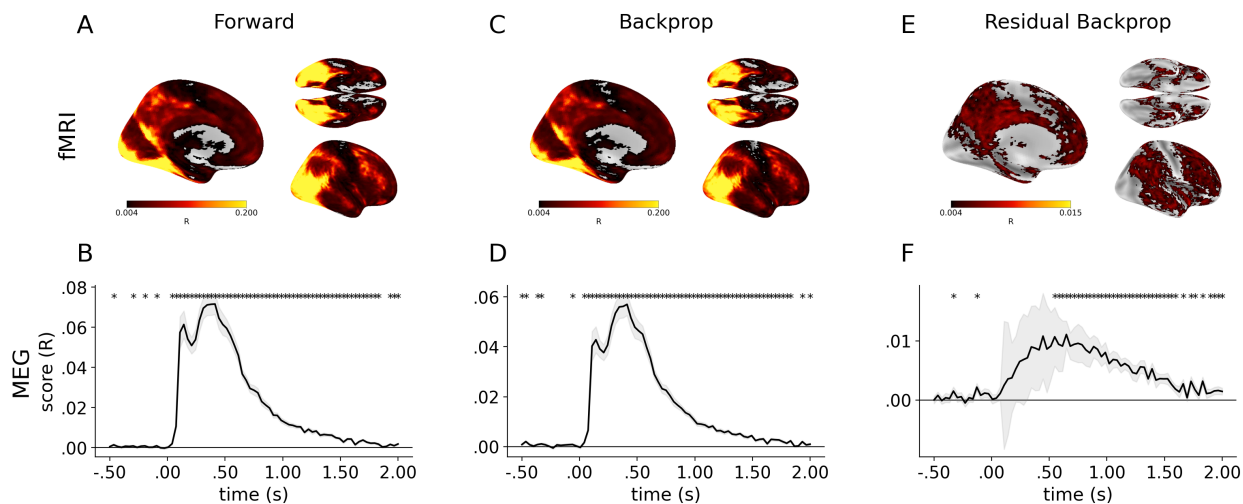 A Forward
C Backprop
E Residual Backprop
fMRI
0.004 0.200
R
0.004 0.200
R
0.004 0.015
R
B
D
F
MEG
score (R)
.08
.06
.04
.02
.00
-.50 .00 .50 1.00 1.50 2.00
time (s)
.06
.04
.02
.00
-.50 .00 .50 1.00 1.50 2.00
time (s)
.01
.00
-.50 .00 .50 1.00 1.50 2.00
time (s)